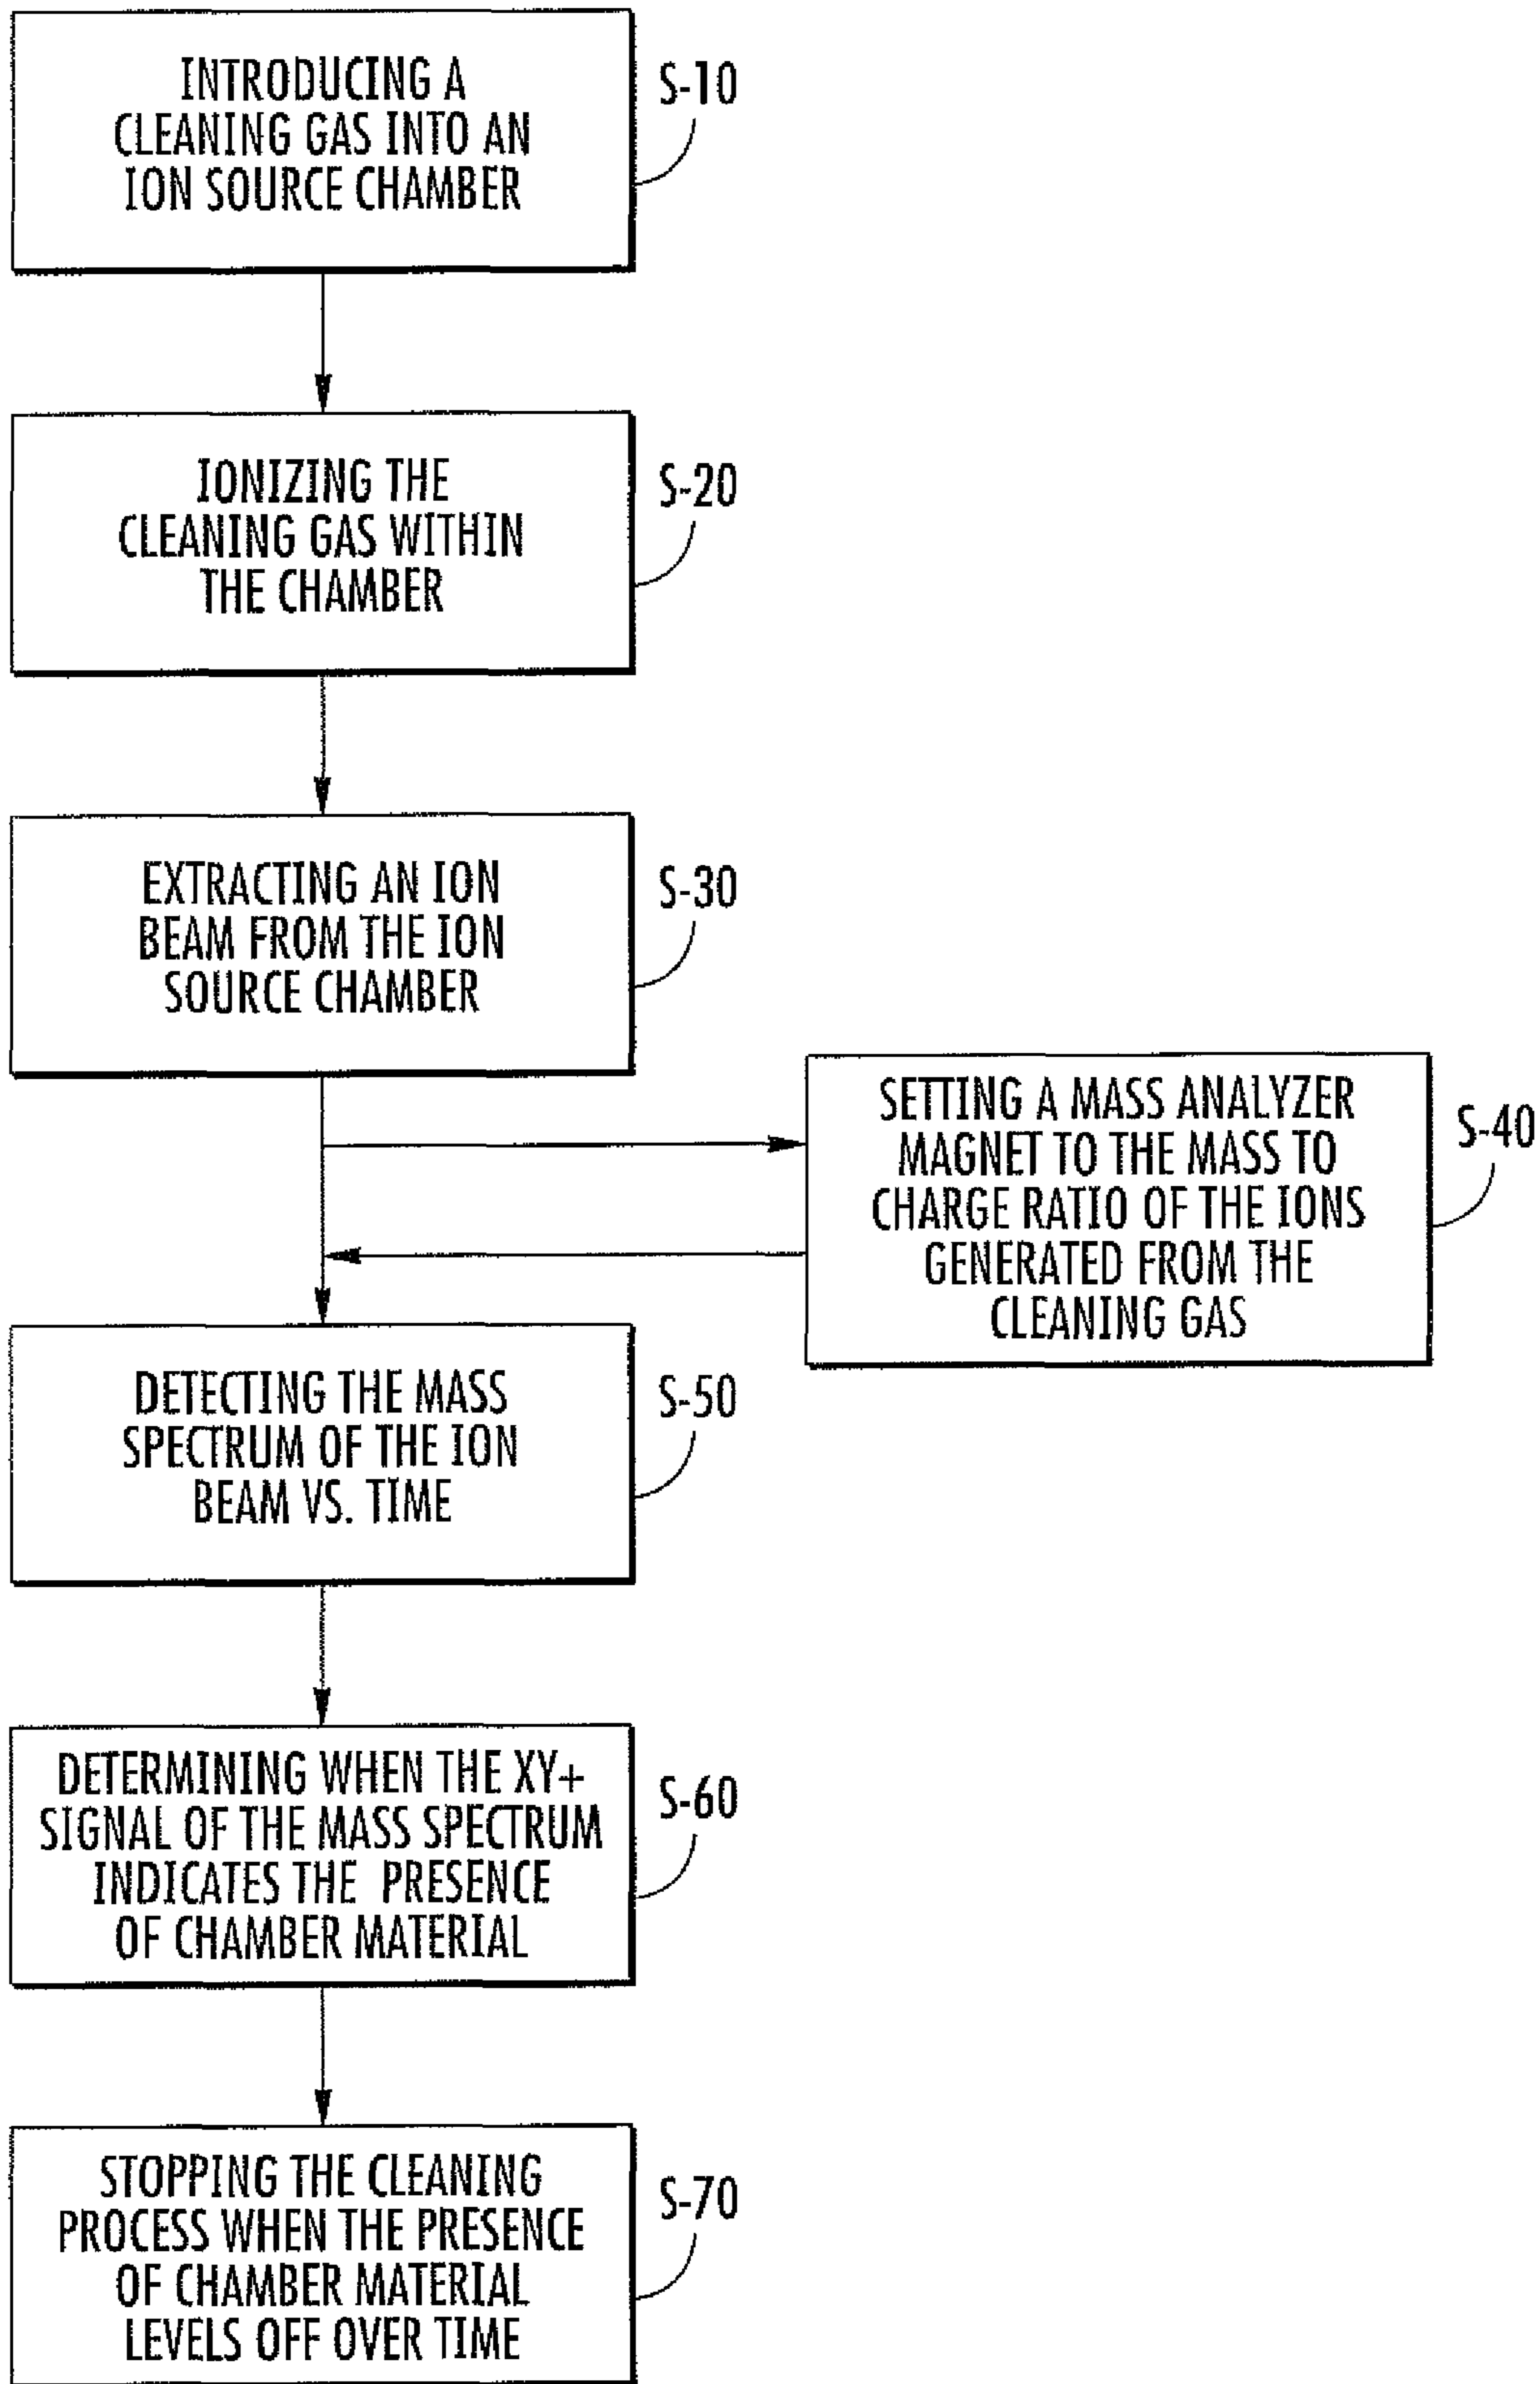 INTRODUCING A
CLEANING GAS INTO AN
ION SOURCE CHAMBER
S-10
IONIZING THE
CLEANING GAS WITHIN
THE CHAMBER
S-20
EXTRACTING AN ION
BEAM FROM THE ION
SOURCE CHAMBER
S-30
SETTING A MASS ANALYZER
MAGNET TO THE MASS TO
CHARGE RATIO OF THE IONS
GENERATED FROM THE
CLEANING GAS
S-40
DETECTING THE MASS
SPECTRUM OF THE ION
BEAM VS. TIME
S-50
DETERMINING WHEN THE XY+
SIGNAL OF THE MASS SPECTRUM
INDICATES THE PRESENCE
OF CHAMBER MATERIAL
S-60
STOPPING THE CLEANING
PROCESS WHEN THE PRESENCE
OF CHAMBER MATERIAL
LEVELS OFF OVER TIME
S-70